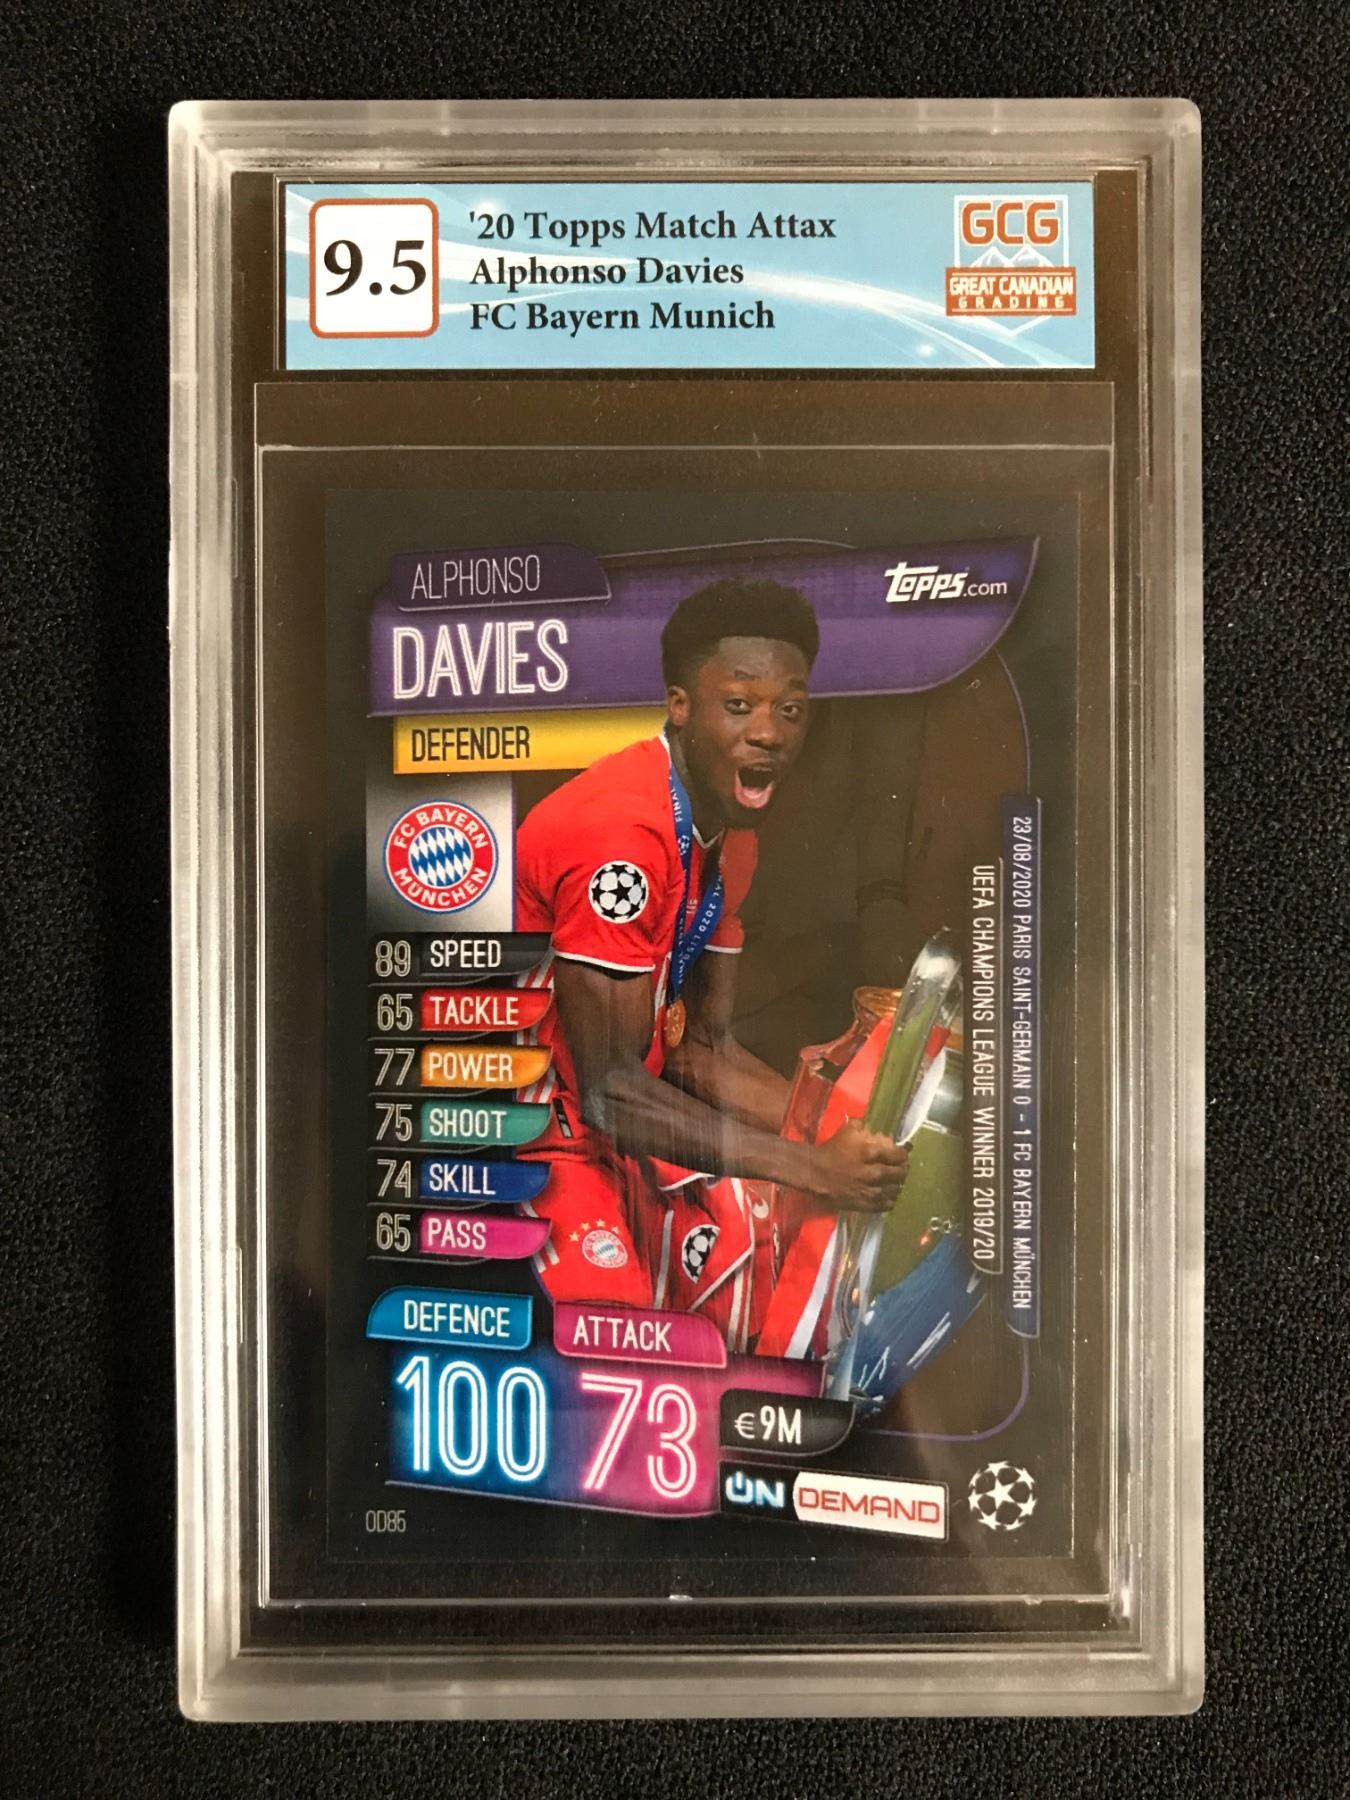 9.5
'20 Topps Match Attax
Alphonso Davies
FC Bayern Munich
GCG
GREAT CANADIAN
GRADING
ALPHONSO
DAVIES
Topps.com
DEFENDER
FC BAYERN
MÜNCHEN
89 SPEED
65 TACKLE
77 POWER
75 SHOOT
74 SKILL
65 PASS
23/08/2020 PARIS SAINT-GERMAIN 0 - 1 FC BAYERN MÜNCHEN
UEFA CHAMPIONS LEAGUE WINNER 2019/20
DEFENCE
100
ATTACK
73
€9M
ON DEMAND
OD85